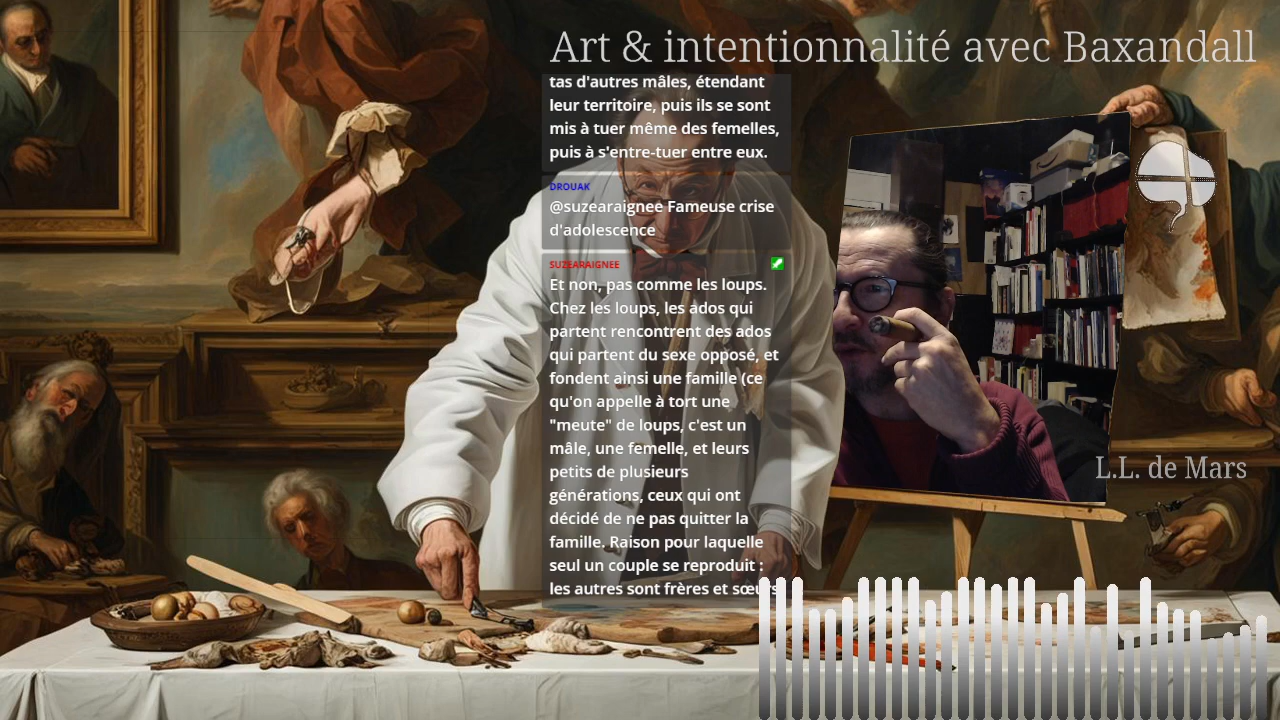 Art & intentionnalité avec Baxandall
tas d'autres mâles, étendant
leur territoire, puis ils se sont
mis à tuer même des femelles,
puis à s'entre-tuer entre eux.
DROUAK
@suzearaignee Fameuse crise
d'adolescence
SUZEARAIGNEE
Et non, pas comme les loups.
Chez les loups, les ados qui
partent rencontrent des ados
qui partent du sexe opposé, et
fondent ainsi une famille (ce
qu'on appelle à tort une
"meute" de loups, c'est un
mâle, une femelle, et leurs
petits de plusieurs
générations, ceux qui ont
décidé de ne pas quitter la
famille. Raison pour laquelle
seul un couple se reproduit :
les autres sont frères et sœurs
L.L. de Mars